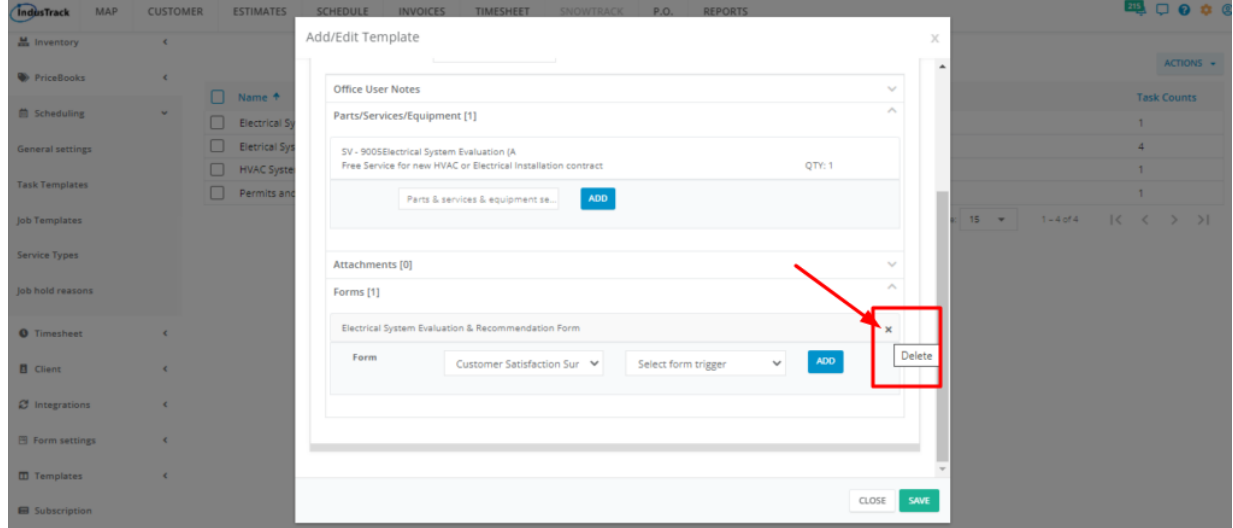 IndusTrack MAP CUSTOMER ESTIMATES SCHEDULE INVOICES TIMESHEET SNOWTRACK P.O. REPORTS 215
Inventory
PriceBooks
Scheduling
General settings
Task Templates
Job Templates
Service Types
Job hold reasons
Timesheet
Client
Integrations
Form settings
Templates
Subscription
ACTIONS
Name Task Counts
Electrical Sy 1
Eletrical Sys 4
HVAC Syste 1
Permits and 1
15 1 – 4 of 4
Add/Edit Template X
Office User Notes
Parts/Services/Equipment [1]
SV - 9005Electrical System Evaluation (A
Free Service for new HVAC or Electrical Installation contract QTY: 1
Parts & services & equipment se... ADD
Attachments [0]
Forms [1]
Electrical System Evaluation & Recommendation Form x
Delete
Form Customer Satisfaction Sur Select form trigger ADD
CLOSE SAVE